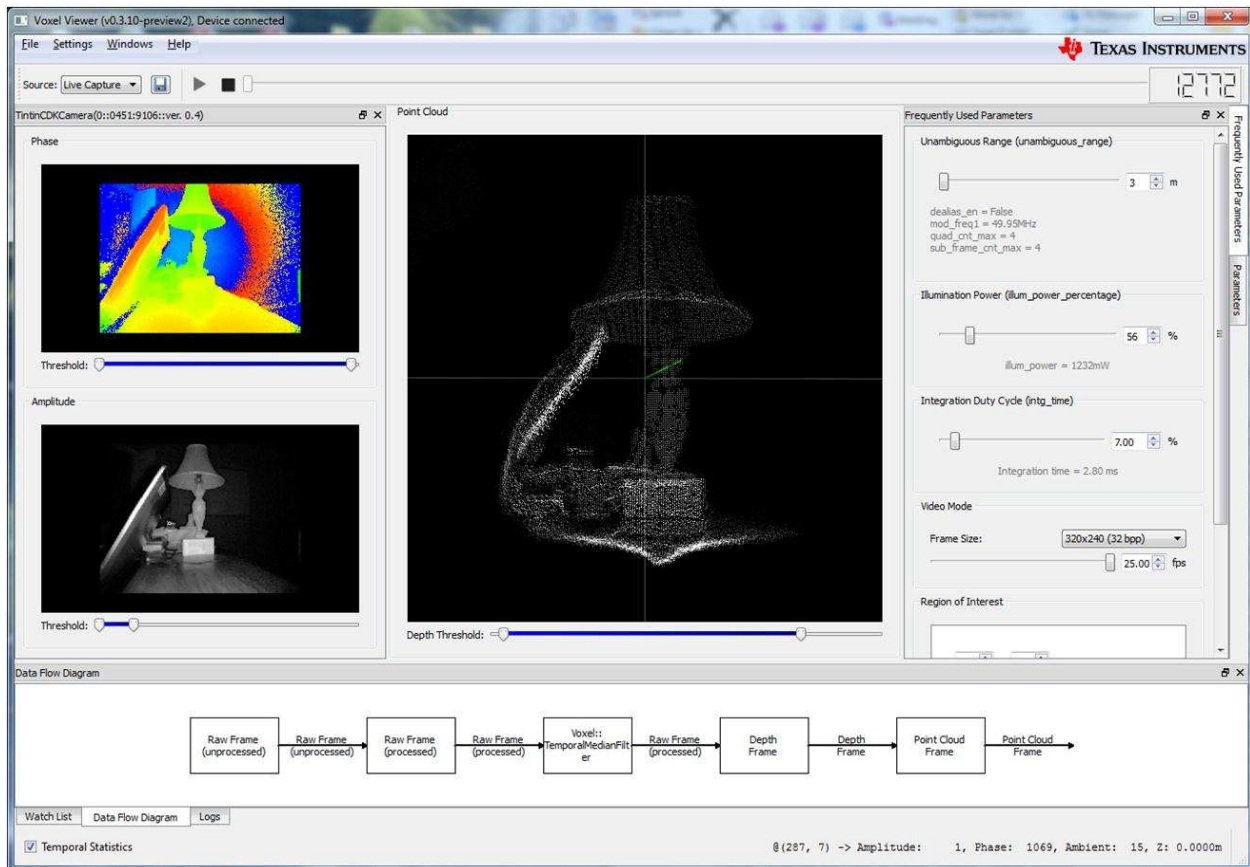 Voxel Viewer (v0.3.10-preview2), Device connected
File Settings Windows Help
TEXAS INSTRUMENTS
Source: Live Capture
12772
TintinCDKCamera(0::0451:9106::ver. 0.4)
Phase
Threshold:
Amplitude
Threshold:
Point Cloud
Depth Threshold:
Frequently Used Parameters
Unambiguous Range (unambiguous_range)
3 m
dealias_en = False
mod_freq1 = 49.95MHz
quad_cnt_max = 4
sub_frame_cnt_max = 4
Illumination Power (illum_power_percentage)
56 %
illum_power = 1232mW
Integration Duty Cycle (intg_time)
7.00 %
Integration time = 2.80 ms
Video Mode
Frame Size: 320x240 (32 bpp)
25.00 fps
Region of Interest
Frequently Used Parameters
Parameters
Data Flow Diagram
Raw Frame
(unprocessed)
Raw Frame
(unprocessed)
Raw Frame
(processed)
Raw Frame
(processed)
Voxel::
TemporalMedianFilt
er
Raw Frame
(processed)
Depth
Frame
Depth
Frame
Point Cloud
Frame
Point Cloud
Frame
Watch List Data Flow Diagram Logs
Temporal Statistics
@(287, 7) -> Amplitude: 1, Phase: 1069, Ambient: 15, Z: 0.0000m